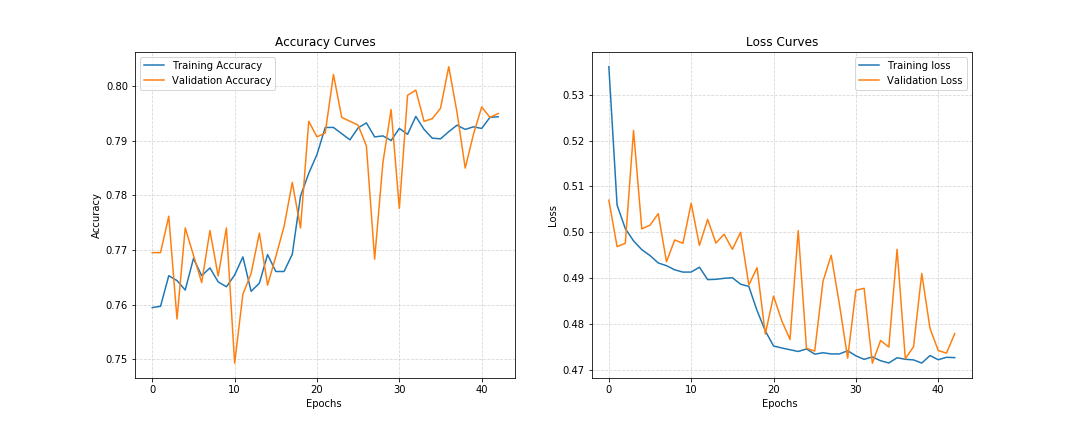 Accuracy Curves
Training Accuracy
Validation Accuracy
0.80
0.79
0.78
0.77
0.76
0.75
Accuracy
0 10 20 30 40
Epochs
Loss Curves
Training loss
Validation Loss
0.53
0.52
0.51
0.50
0.49
0.48
0.47
Loss
0 10 20 30 40
Epochs